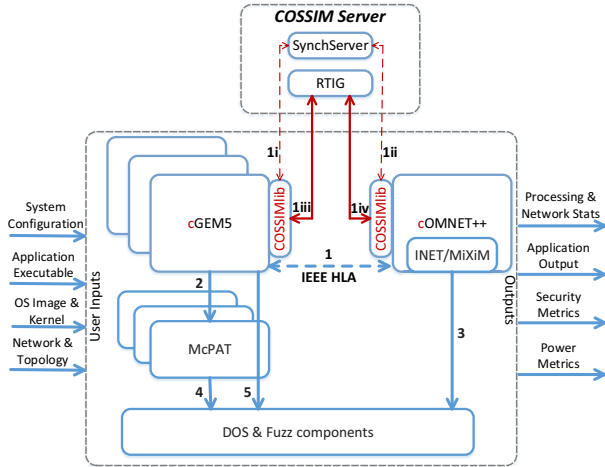 COSSIM Server
SynchServer
RTIG
1i
1ii
cGEM5
COSSIMlib
1iii
1iv
COSSIMlib
cOMNET++
INET/MiXiM
1
IEEE HLA
System
Configuration
Application
Executable
OS Image &
Kernel
Network &
Topology
User Inputs
2
McPAT
3
4
5
DOS & Fuzz components
Outputs
Processing &
Network Stats
Application
Output
Security
Metrics
Power
Metrics